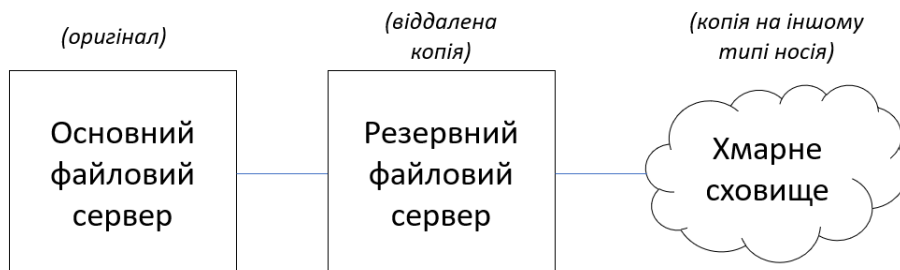 (оригінал)
(віддалена
копія)
(копія на іншому
типі носія)
Основний
файловий
сервер
Резервний
файловий
сервер
Хмарне
сховище